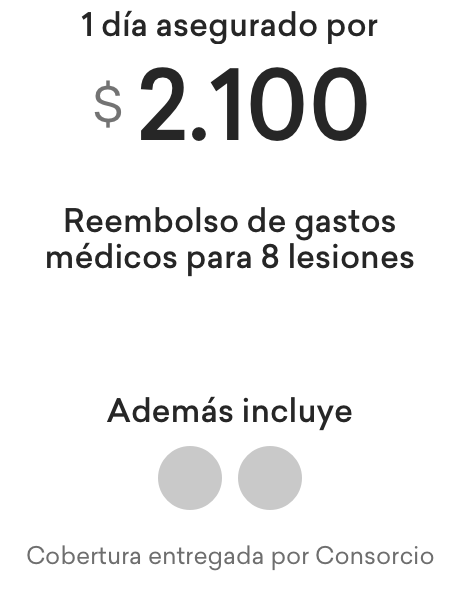 1 día asegurado por
$ 2.100
Reembolso de gastos
médicos para 8 lesiones
Además incluye
Cobertura entregada por Consorcio